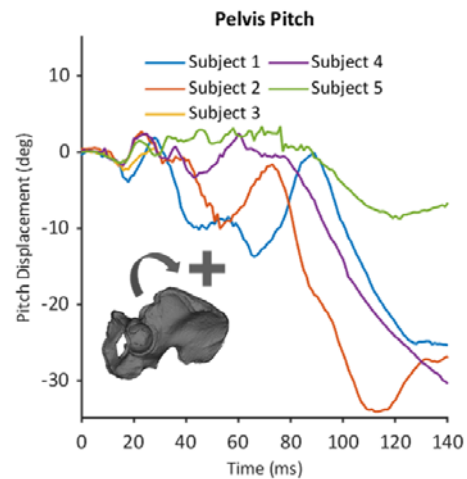 Pelvis Pitch
Subject 1 Subject 4
Subject 2 Subject 5
Subject 3
10
0
-10
-20
-30
Pitch Displacement (deg)
0 20 40 60 80 100 120 140
Time (ms)